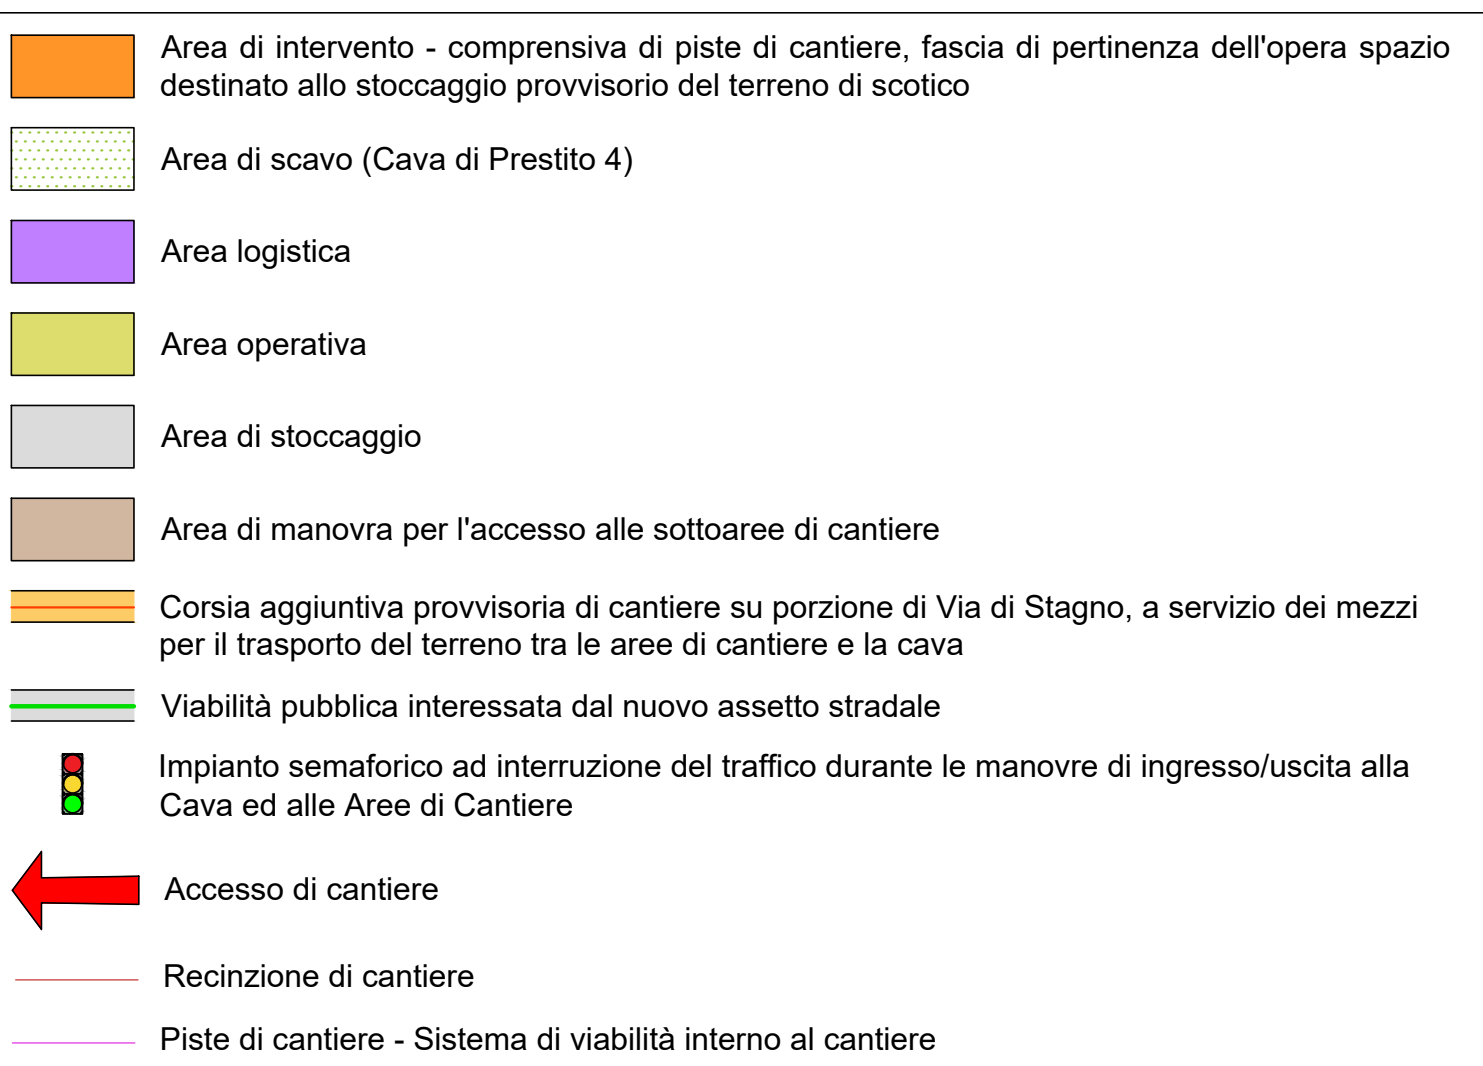 Area di intervento - comprensiva di piste di cantiere, fascia di pertinenza dell'opera spazio
destinato allo stoccaggio provvisorio del terreno di scotico
Area di scavo (Cava di Prestito 4)
Area logistica
Area operativa
Area di stoccaggio
Area di manovra per l'accesso alle sottoaree di cantiere
Corsia aggiuntiva provvisoria di cantiere su porzione di Via di Stagno, a servizio dei mezzi
per il trasporto del terreno tra le aree di cantiere e la cava
Viabilità pubblica interessata dal nuovo assetto stradale
Impianto semaforico ad interruzione del traffico durante le manovre di ingresso/uscita alla
Cava ed alle Aree di Cantiere
Accesso di cantiere
Recinzione di cantiere
Piste di cantiere - Sistema di viabilità interno al cantiere